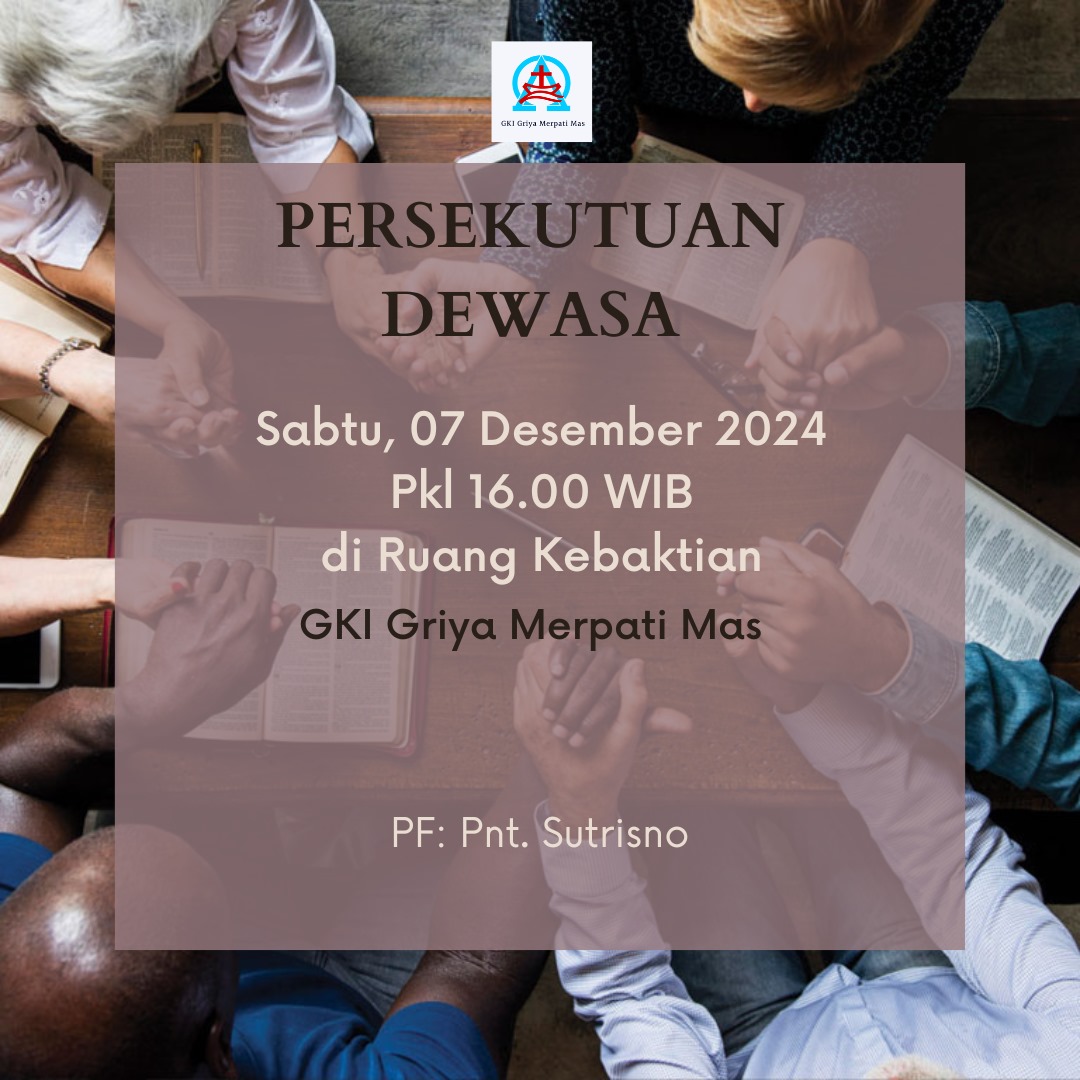 GKI Griya Merpati Mas
PERSEKUTUAN
DEWASA
Sabtu, 07 Desember 2024
Pkl 16.00 WIB
di Ruang Kebaktian
GKI Griya Merpati Mas
PF: Pnt. Sutrisno